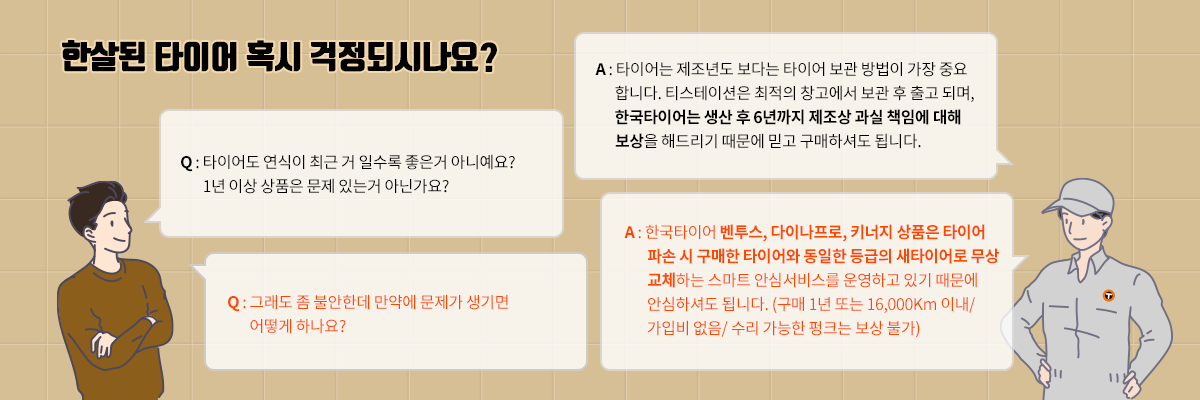 한살된 타이어 혹시 걱정되시나요?
Q : 타이어도 연식이 최근 거 일수록 좋은거 아니예요?
1년 이상 상품은 문제 있는거 아닌가요?
A : 타이어는 제조년도 보다는 타이어 보관 방법이 가장 중요
합니다. 티스테이션은 최적의 창고에서 보관 후 출고 되며,
한국타이어는 생산 후 6년까지 제조상 과실 책임에 대해
보상을 해드리기 때문에 믿고 구매하셔도 됩니다.
Q : 그래도 좀 불안한데 만약에 문제가 생기면
어떻게 하나요?
A : 한국타이어 벤투스, 다이나프로, 키너지 상품은 타이어
파손 시 구매한 타이어와 동일한 등급의 새타이어로 무상
교체하는 스마트 안심서비스를 운영하고 있기 때문에
안심하셔도 됩니다. (구매 1년 또는 16,000Km 이내/
가입비 없음/ 수리 가능한 펑크는 보상 불가)
T